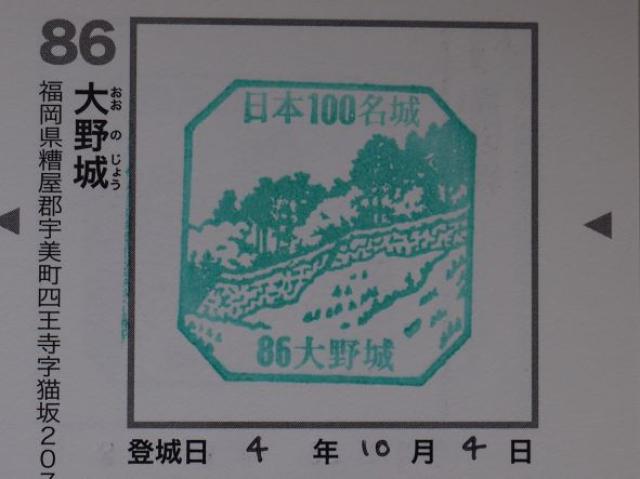 86
大野城
おおのじょう
福岡県糟屋郡宇美町四王寺字猫坂207
日本100名城
86大野城
登城日 4 年 10 月 4 日